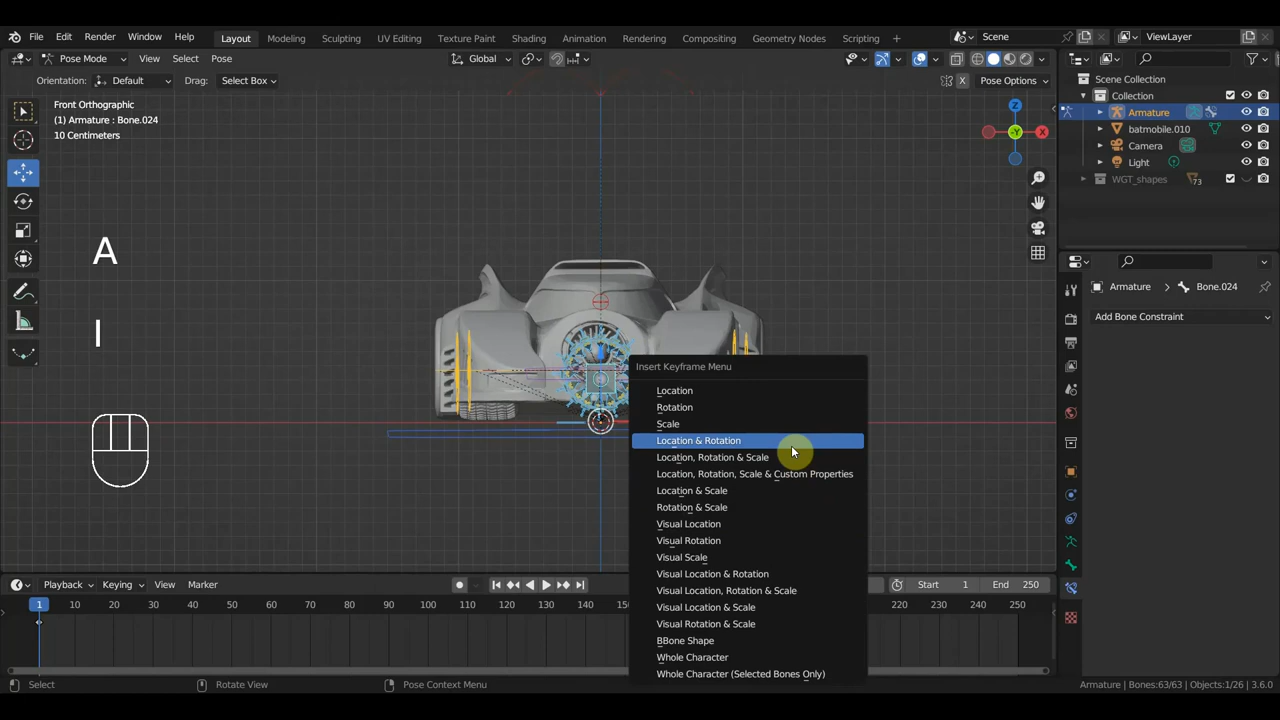 File Edit Render Window Help Layout Modeling Sculpting UV Editing Texture Paint Shading Animation Rendering Compositing Geometry Nodes Scripting + Scene ViewLayer
Pose Mode View Select Pose Global
Orientation: Default Drag: Select Box X Pose Options
Front Orthographic
(1) Armature : Bone.024
10 Centimeters
Z
X
-Y
A
I
Scene Collection
Collection
Armature
batmobile.010
Camera
Light
WGT_shapes 73
Armature > Bone.024
Add Bone Constraint
Insert Keyframe Menu
Location
Rotation
Scale
Location & Rotation
Location, Rotation & Scale
Location, Rotation, Scale & Custom Properties
Location & Scale
Rotation & Scale
Visual Location
Visual Rotation
Visual Scale
Visual Location & Rotation
Visual Location, Rotation & Scale
Visual Location & Scale
Visual Rotation & Scale
BBone Shape
Whole Character
Whole Character (Selected Bones Only)
Playback Keying View Marker Start 1 End 250
1 10 20 30 40 50 60 70 80 90 100 110 120 130 140 220 230 240 250
Select Rotate View Pose Context Menu Armature | Bones:63/63 | Objects:1/26 | 3.6.0